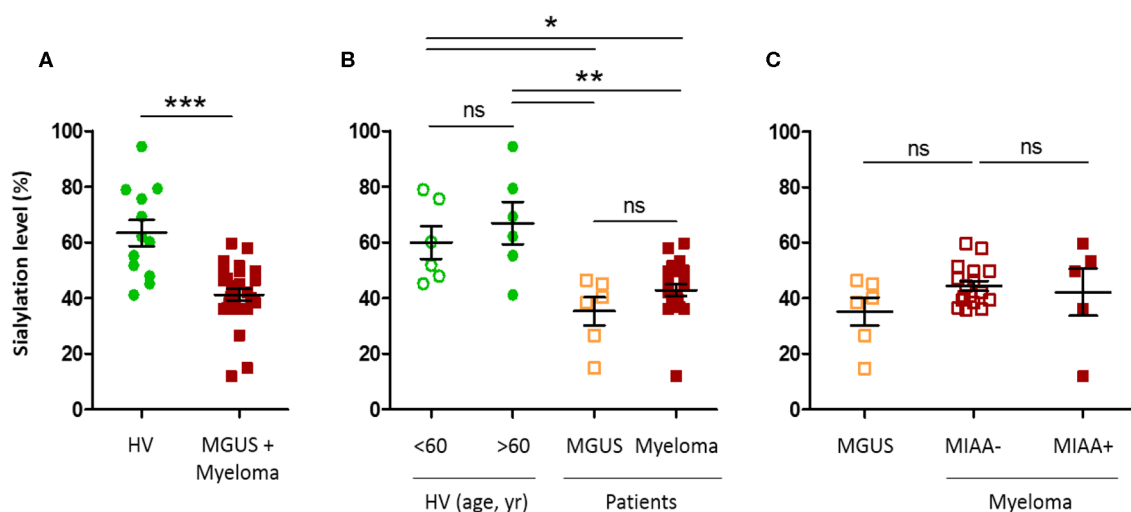 A
B
C
***
*
**
ns
ns
ns
ns
Sialylation level (%)
100
80
60
40
20
0
HV
MGUS +
Myeloma
100
80
60
40
20
0
<60
>60
MGUS
Myeloma
HV (age, yr)
Patients
100
80
60
40
20
0
MGUS
MIAA-
MIAA+
Myeloma